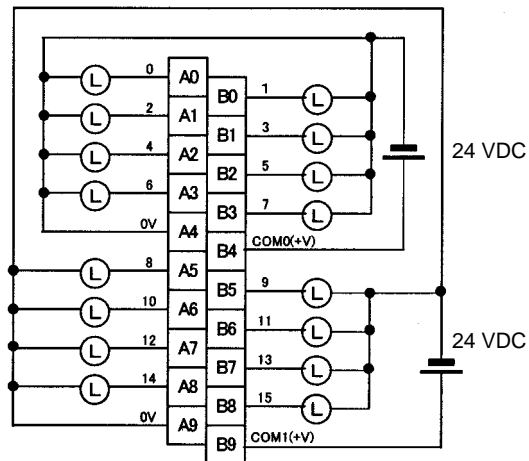 L 0 A0
B0 1 L
L 2 A1
B1 3 L
L 4 A2
B2 5 L
L 6 A3
B3 7 L
0V A4
B4 COM0(+V)
24 VDC
L 8 A5
B5 9 L
L 10 A6
B6 11 L
L 12 A7
B7 13 L
L 14 A8
B8 15 L
0V A9
B9 COM1(+V)
24 VDC